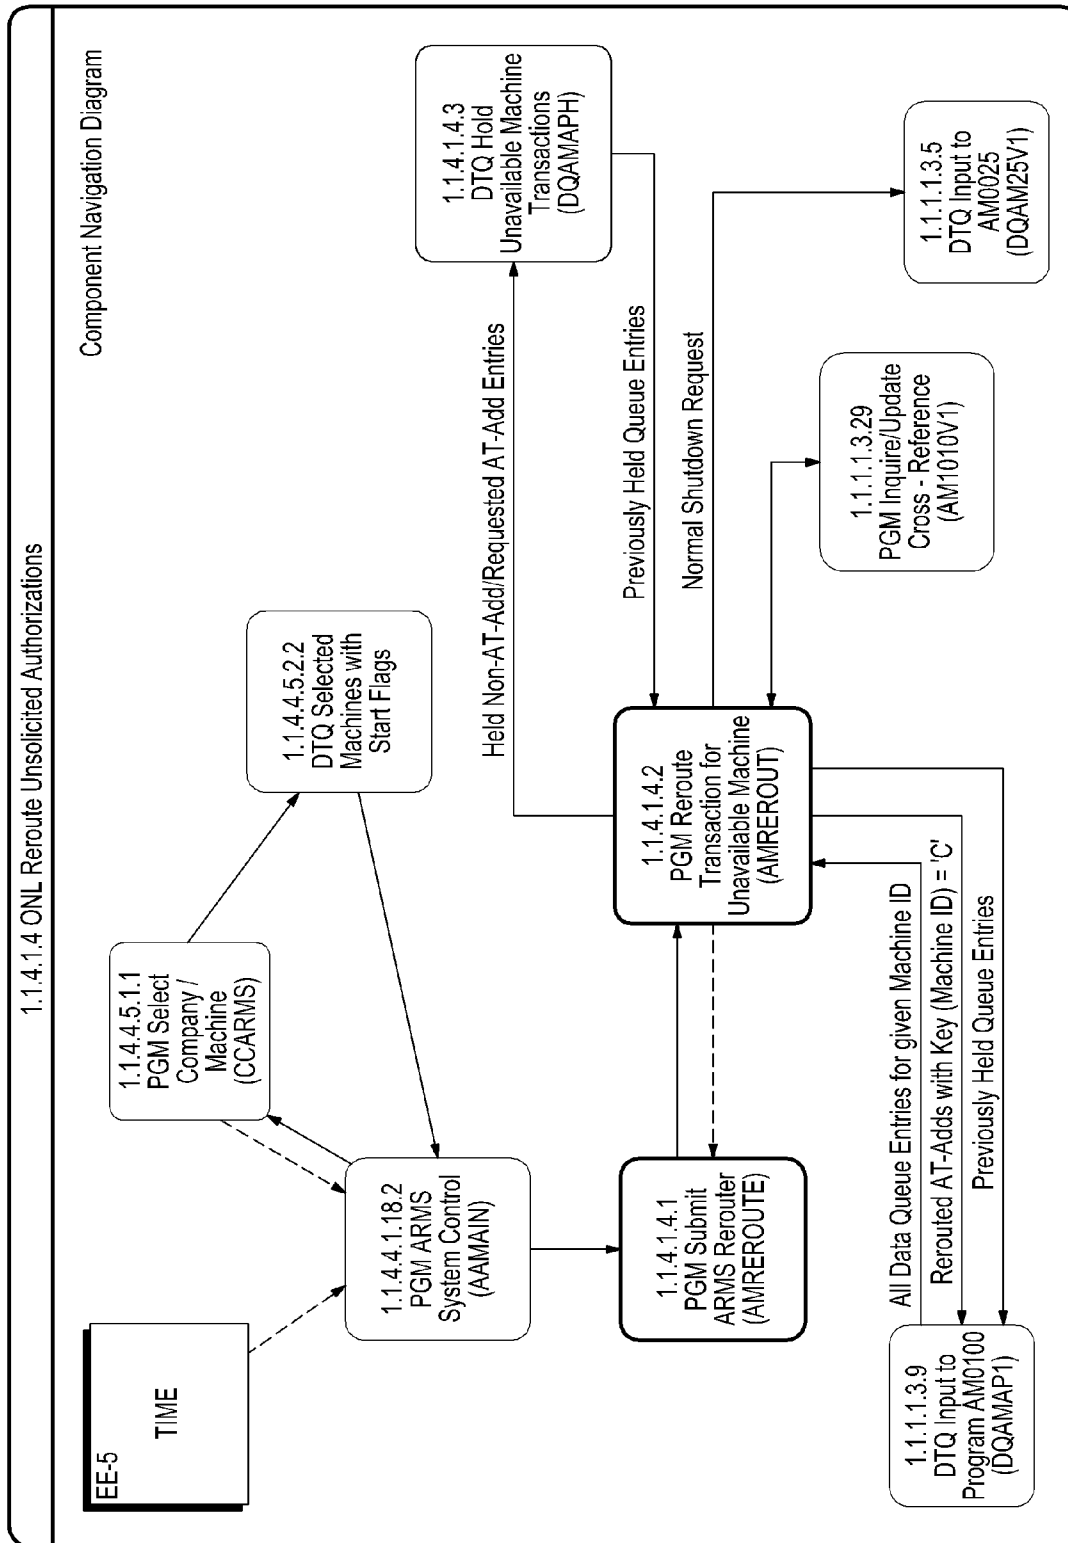 1.1.4.1.4 ONL Reroute Unsolicited Authorizations
Component Navigation Diagram
EE-5
TIME
1.1.4.4.5.1.1
PGM Select
Company /
Machine
(CCARMS)
1.1.4.4.5.2.2
DTQ Selected
Machines with
Start Flags
1.1.4.4.1.18.2
PGM ARMS
System Control
(AAMAIN)
Held Non-AT-Add/Requested AT-Add Entries
1.1.4.1.4.3
DTQ Hold
Unavailable Machine
Transactions
(DQAMAPH)
Previously Held Queue Entries
Normal Shutdown Request
1.1.4.1.4.1
PGM Submit
ARMS Rerouter
(AMREROUTE)
1.1.4.1.4.2
PGM Reroute
Transaction for
Unavailable Machine
(AMREROUT)
1.1.1.1.3.29
PGM Inquire/Update
Cross - Reference
(AM1010V1)
1.1.1.1.3.5
DTQ Input to
AM0025
(DQAM25V1)
All Data Queue Entries for given Machine ID
Rerouted AT-Adds with Key (Machine ID) = 'C'
Previously Held Queue Entries
1.1.1.1.3.9
DTQ Input to
Program AM0100
(DQAMAP1)